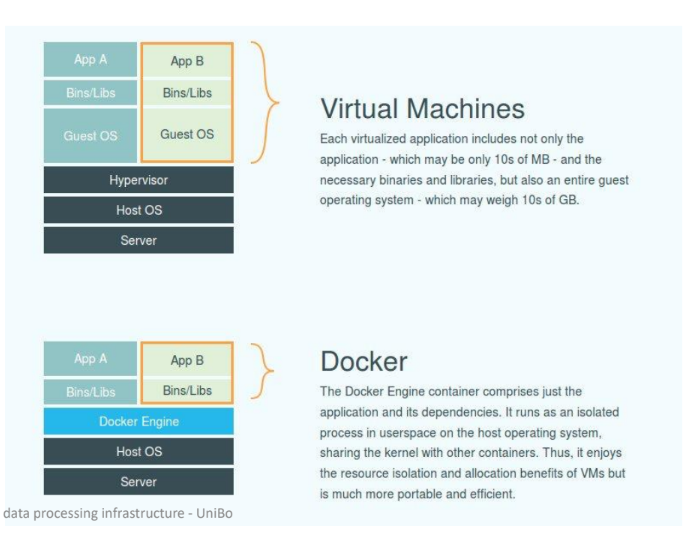 App A
App B
Bins/Libs
Bins/Libs
Guest OS
Guest OS
Hypervisor
Host OS
Server
Virtual Machines
Each virtualized application includes not only the
application - which may be only 10s of MB - and the
necessary binaries and libraries, but also an entire guest
operating system - which may weigh 10s of GB.
App A
App B
Bins/Libs
Bins/Libs
Docker Engine
Host OS
Server
Docker
The Docker Engine container comprises just the
application and its dependencies. It runs as an isolated
process in userspace on the host operating system,
sharing the kernel with other containers. Thus, it enjoys
the resource isolation and allocation benefits of VMs but
is much more portable and efficient.
data processing infrastructure - UniBo